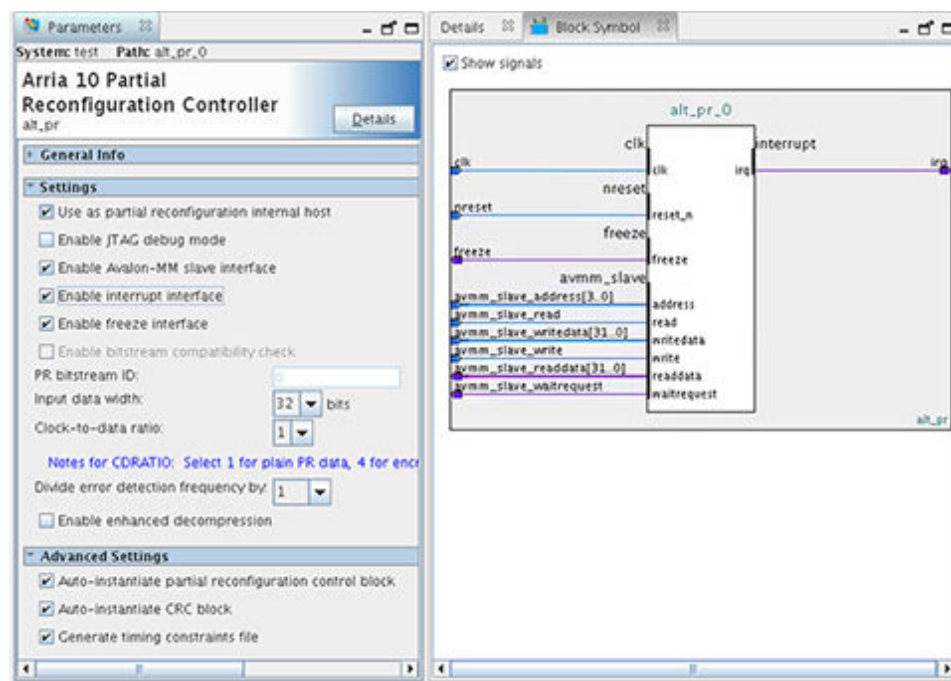 Parameters
System: test Path: alt_pr_0
Arria 10 Partial
Reconfiguration Controller
alt_pr
Details
General Info
Settings
Use as partial reconfiguration internal host
Enable JTAG debug mode
Enable Avalon-MM slave interface
Enable interrupt interface
Enable freeze interface
Enable bitstream compatibility check
PR bitstream ID:
0
Input data width:
32 bits
Clock-to-data ratio:
1
Notes for CDRATIO: Select 1 for plain PR data, 4 for encr
Divide error detection frequency by:
1
Enable enhanced decompression
Advanced Settings
Auto-instantiate partial reconfiguration control block
Auto-instantiate CRC block
Generate timing constraints file
Details Block Symbol
Show signals
alt_pr_0
clk interrupt
clk irq
clk irq
nreset
nreset
reset_n
freeze
freeze
freeze
avmm_slave
avmm_slave_address[3..0]
address
avmm_slave_read
read
avmm_slave_writedata[31..0]
writedata
avmm_slave_write
write
avmm_slave_readdata[31..0]
readdata
avmm_slave_waitrequest
waitrequest
alt_pr